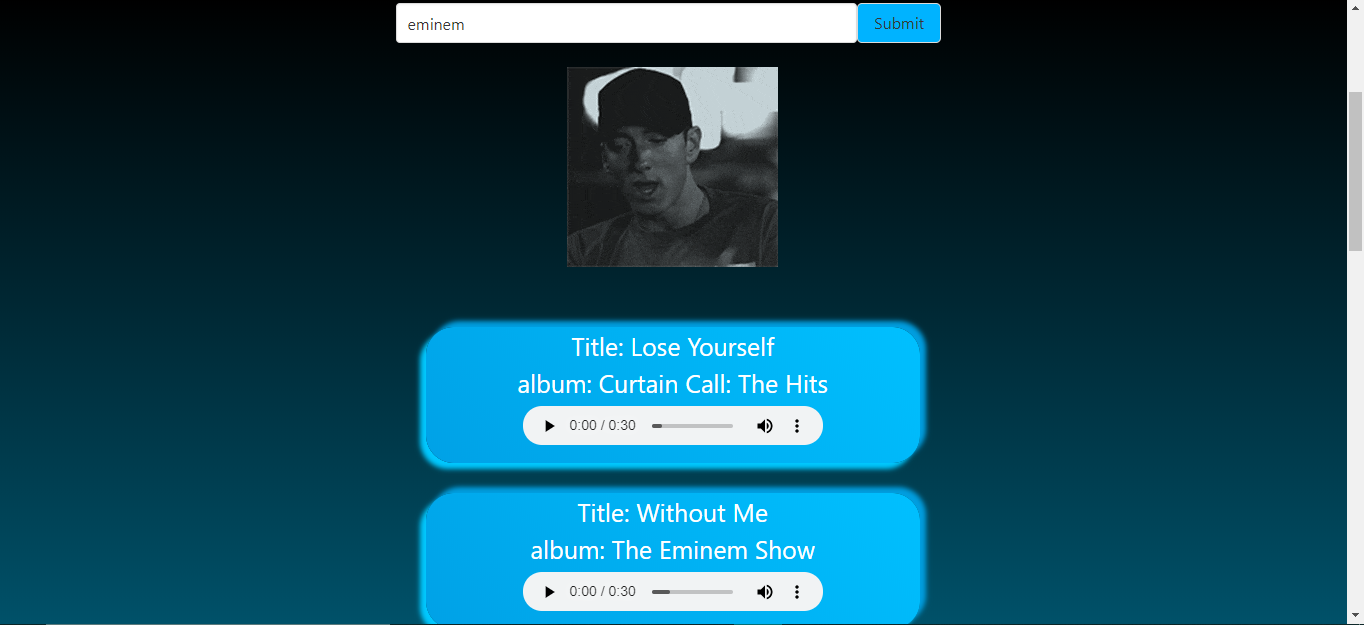 eminem Submit
Title: Lose Yourself
album: Curtain Call: The Hits
0:00 / 0:30
Title: Without Me
album: The Eminem Show
0:00 / 0:30